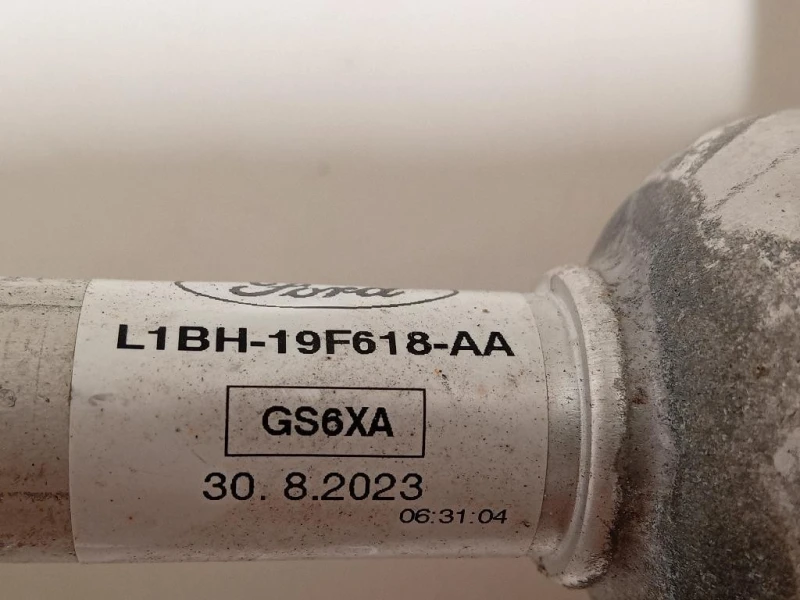 Ford
L1BH-19F618-AA
GS6XA
30. 8.2023
06:31:04